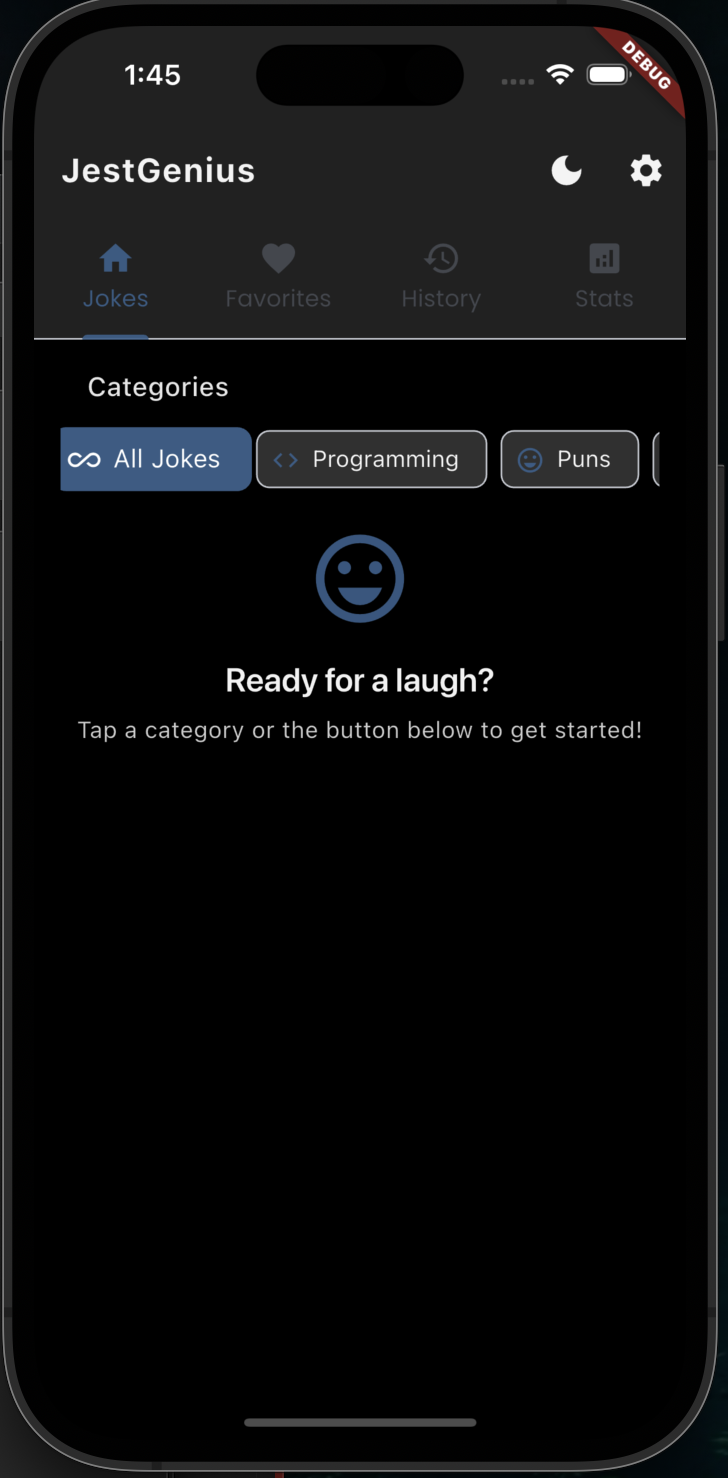 1:45
DEBUG
JestGenius
Jokes Favorites History Stats
Categories
All Jokes Programming Puns
Ready for a laugh?
Tap a category or the button below to get started!